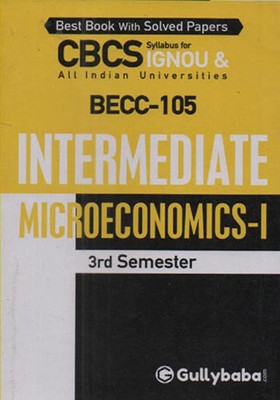 Best Book With Solved Papers
CBCS Syllabus for IGNOU &
All Indian Universities
BECC-105
INTERMEDIATE
MICROECONOMICS-I
3rd Semester
Gullybaba.com